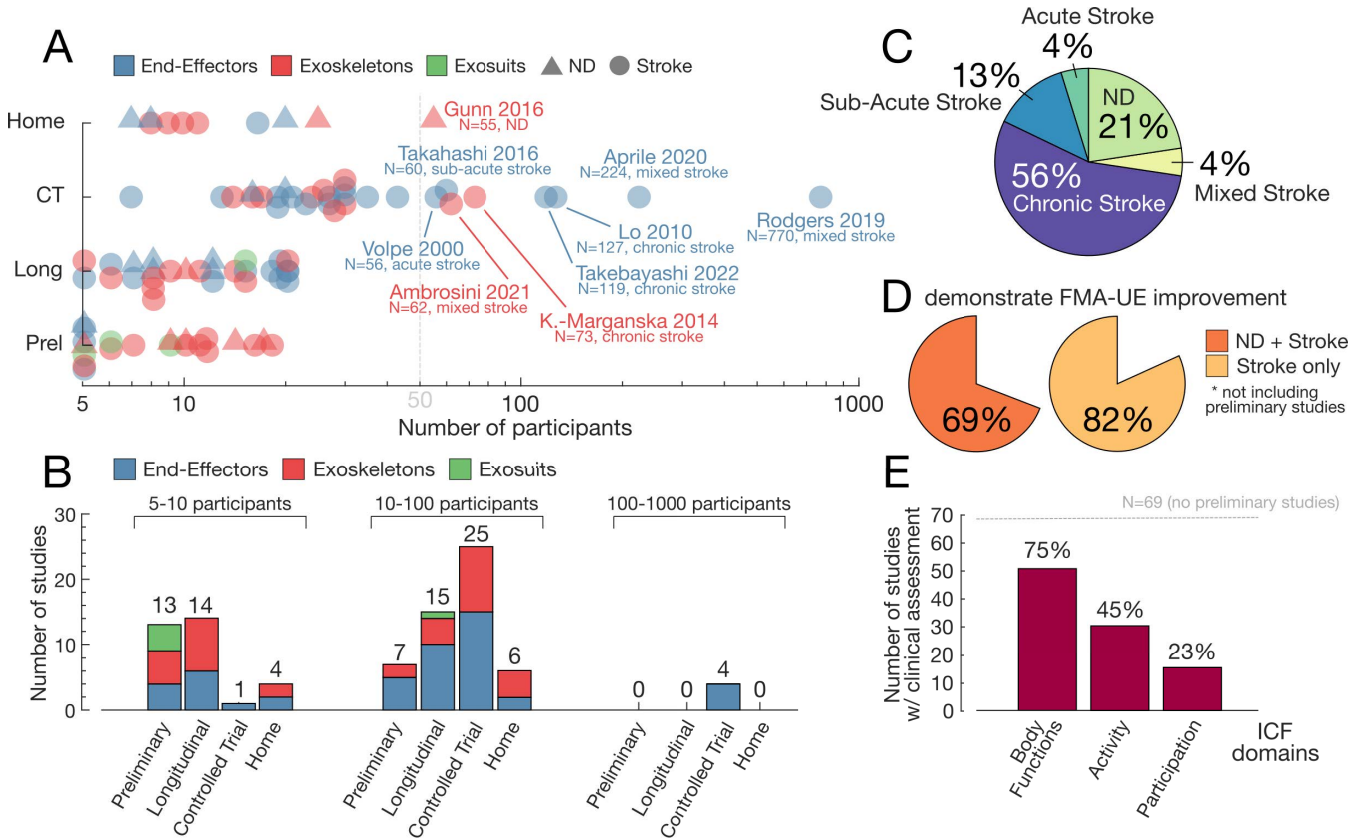 A
End-Effectors Exoskeletons Exosuits ND Stroke
Home
CT
Long
Prel
Gunn 2016
N=55, ND
Takahashi 2016
N=60, sub-acute stroke
Aprile 2020
N=224, mixed stroke
Rodgers 2019
N=770, mixed stroke
Lo 2010
N=127, chronic stroke
Volpe 2000
N=56, acute stroke
Takebayashi 2022
N=119, chronic stroke
Ambrosini 2021
N=62, mixed stroke
K.-Marganska 2014
N=73, chronic stroke
5 10 50 100 1000
Number of participants
B
End-Effectors Exoskeletons Exosuits
5-10 participants 10-100 participants 100-1000 participants
Number of studies
30
20
10
0
13 14 1 4
7 15 25 6
0 0 4 0
Preliminary Longitudinal Controlled Trial Home
Preliminary Longitudinal Controlled Trial Home
Preliminary Longitudinal Controlled Trial Home
C
Acute Stroke
4%
13%
Sub-Acute Stroke
ND
21%
4%
Mixed Stroke
56%
Chronic Stroke
D
demonstrate FMA-UE improvement
69%
82%
ND + Stroke
Stroke only
* not including
preliminary studies
E
N=69 (no preliminary studies)
Number of studies
w/ clinical assessment
70
60
50
40
30
20
10
0
75%
45%
23%
Body
Functions
Activity
Participation
ICF
domains